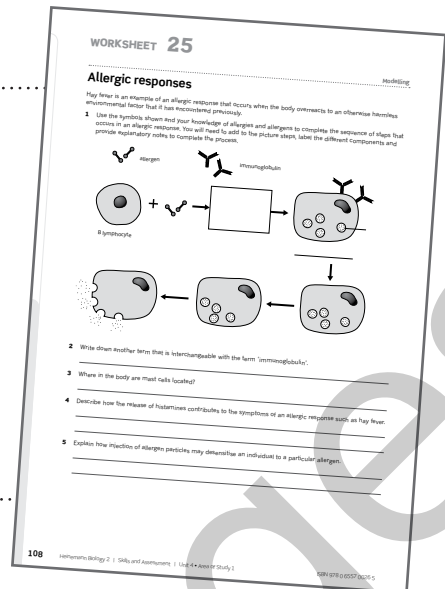 WORKSHEET 25
Modelling
Allergic responses
Hay fever is an example of an allergic response that occurs when the body overreacts to an otherwise harmless
environmental factor that it has encountered previously.
1 Use the symbols shown and your knowledge of allergies and allergens to complete the sequence of steps that
occurs in an allergic response. You will need to add to the picture steps, label the different components and
provide explanatory notes to complete the process.
allergen
immunoglobulin
B lymphocyte
2 Write down another term that is interchangeable with the term 'immunoglobulin'.
3 Where in the body are mast cells located?
4 Describe how the release of histamines contributes to the symptoms of an allergic response such as hay fever.
5 Explain how injection of allergen particles may desensitise an individual to a particular allergen.
108 Heinemann Biology 2 | Skills and Assessment | Unit 4 • Area of Study 1
ges